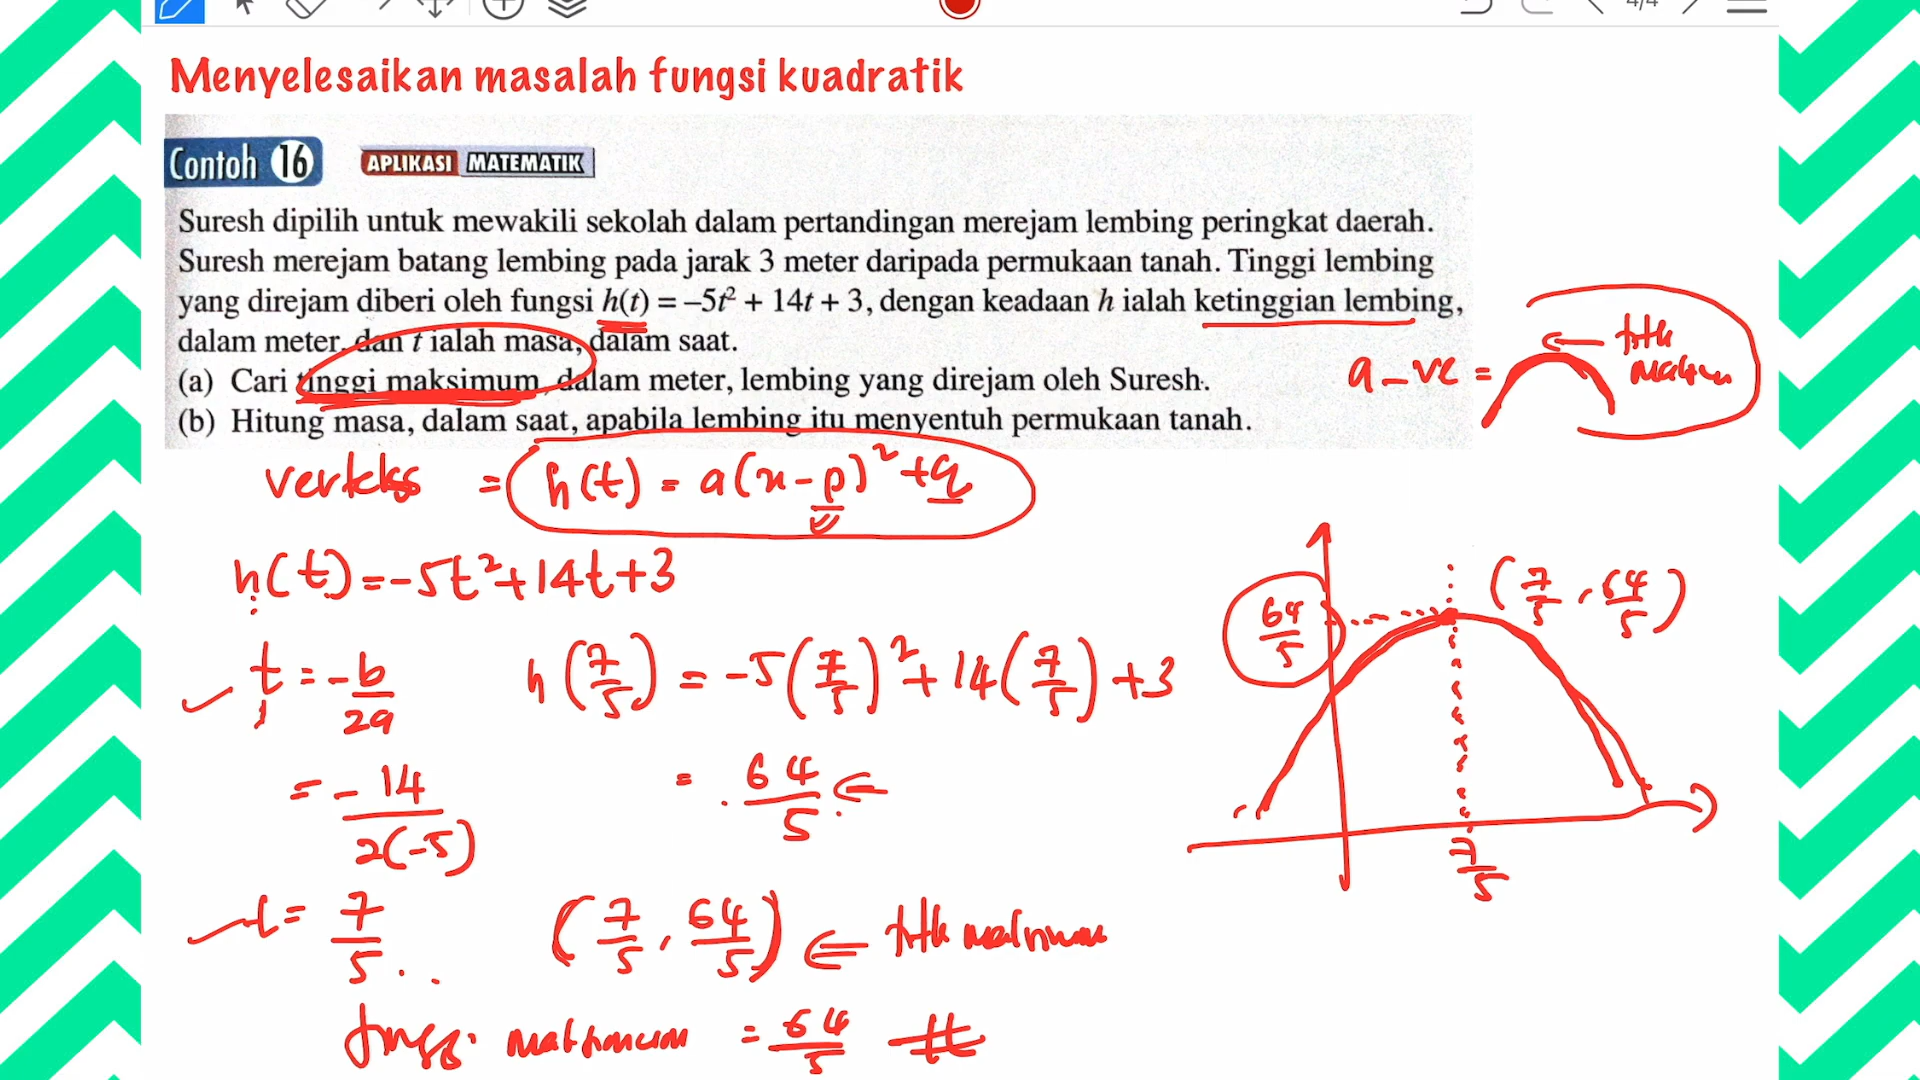 4/4
Menyelesaikan masalah fungsi kuadratik
Contoh 16 APLIKASI MATEMATIK
Suresh dipilih untuk mewakili sekolah dalam pertandingan merejam lembing peringkat daerah.
Suresh merejam batang lembing pada jarak 3 meter daripada permukaan tanah. Tinggi lembing
yang direjam diberi oleh fungsi h(t) = –5t² + 14t + 3, dengan keadaan h ialah ketinggian lembing,
dalam meter, dan t ialah masa, dalam saat.
(a) Cari tinggi maksimum, dalam meter, lembing yang direjam oleh Suresh.
(b) Hitung masa, dalam saat, apabila lembing itu menyentuh permukaan tanah.
a -ve =
= h(t) = a(x-p)²+q
h(t)=-5t²+14t+3
t = -b/2a
h(7/5) = -5(7/5)²+14(7/5)+3
= -14/2(-5)
= 64/5
t = 7/5
(7/5, 64/5)
= 64/5
(7/5, 64/5)
64/5
7/5